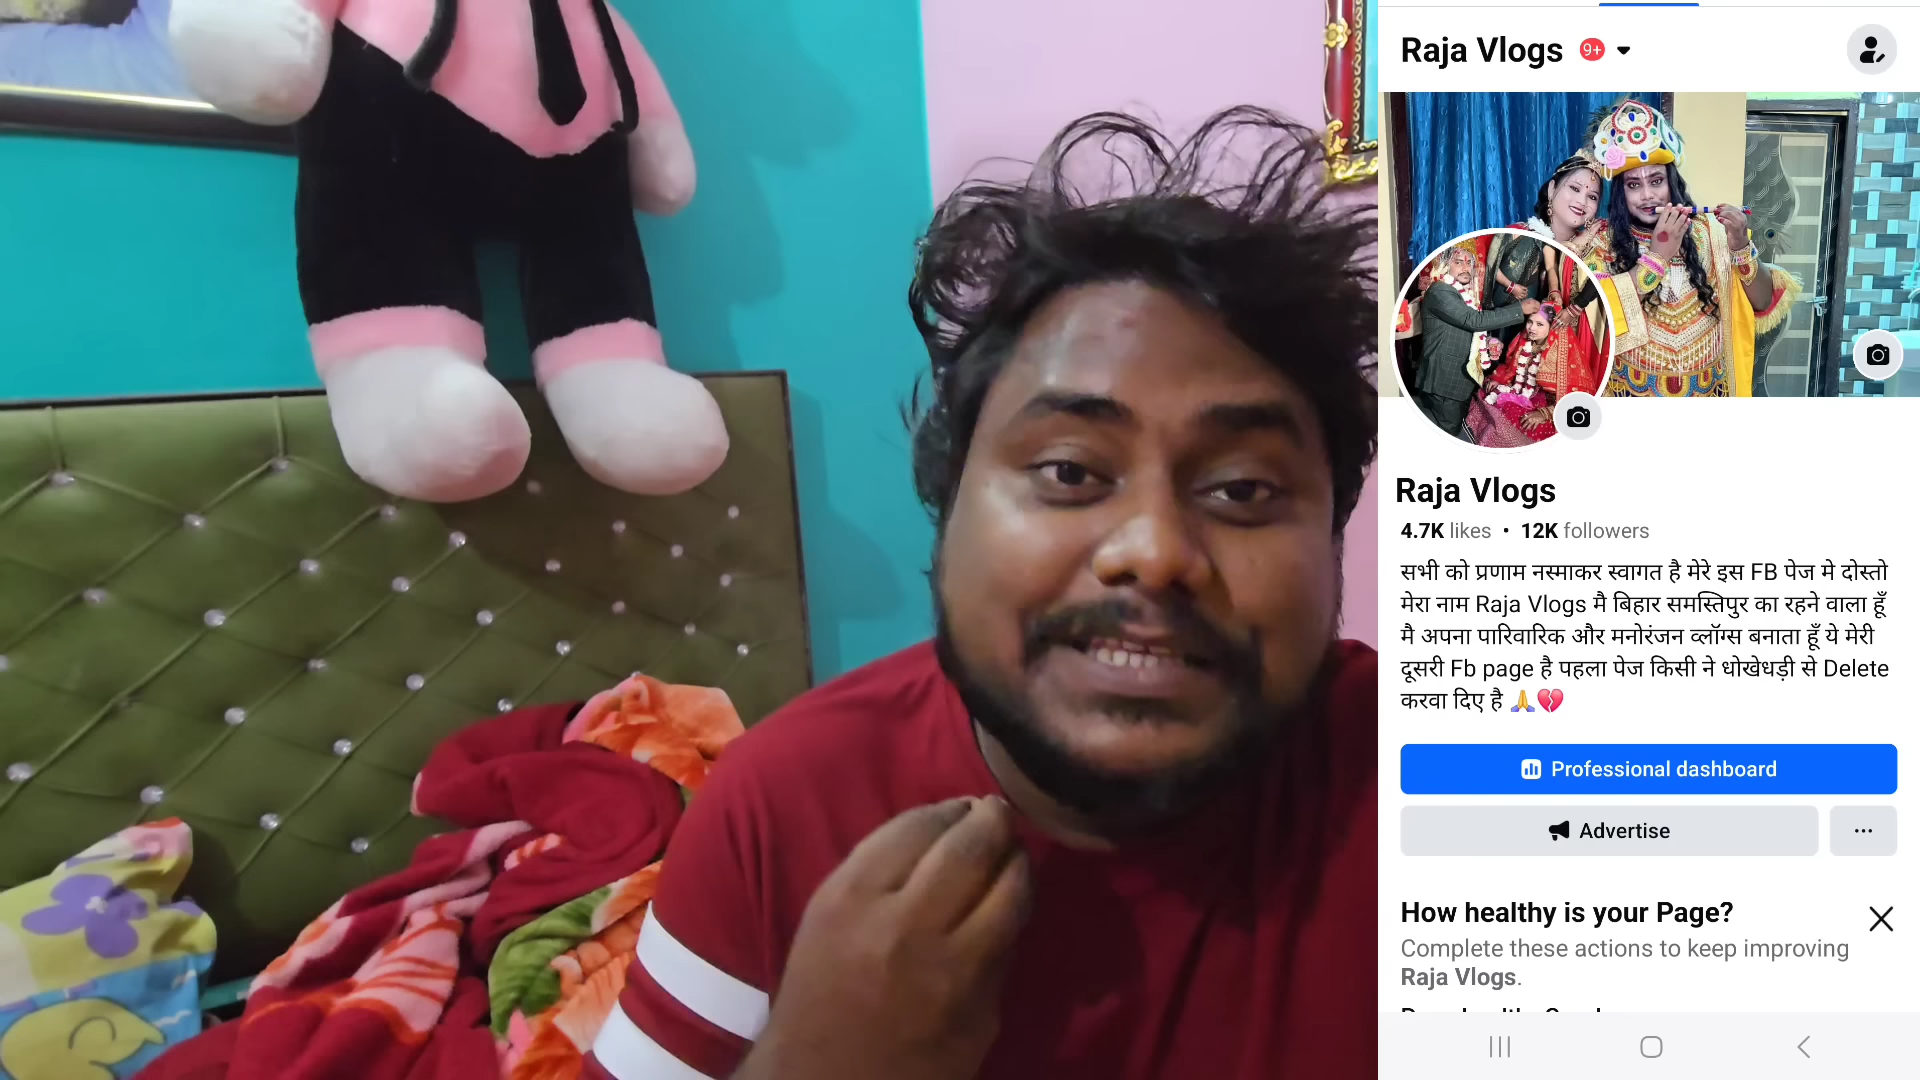 Raja Vlogs 9+
Raja Vlogs
4.7K likes • 12K followers
सभी को प्रणाम नस्माकर स्वागत है मेरे इस FB पेज मे दोस्तो
मेरा नाम Raja Vlogs मै बिहार समस्तिपुर का रहने वाला हूँ
मै अपना पारिवारिक और मनोरंजन व्लॉग्स बनाता हूँ ये मेरी
दूसरी Fb page है पहला पेज किसी ने धोखेधड़ी से Delete
करवा दिए है 🙏💔
Professional dashboard
Advertise
How healthy is your Page?
Complete these actions to keep improving
Raja Vlogs.